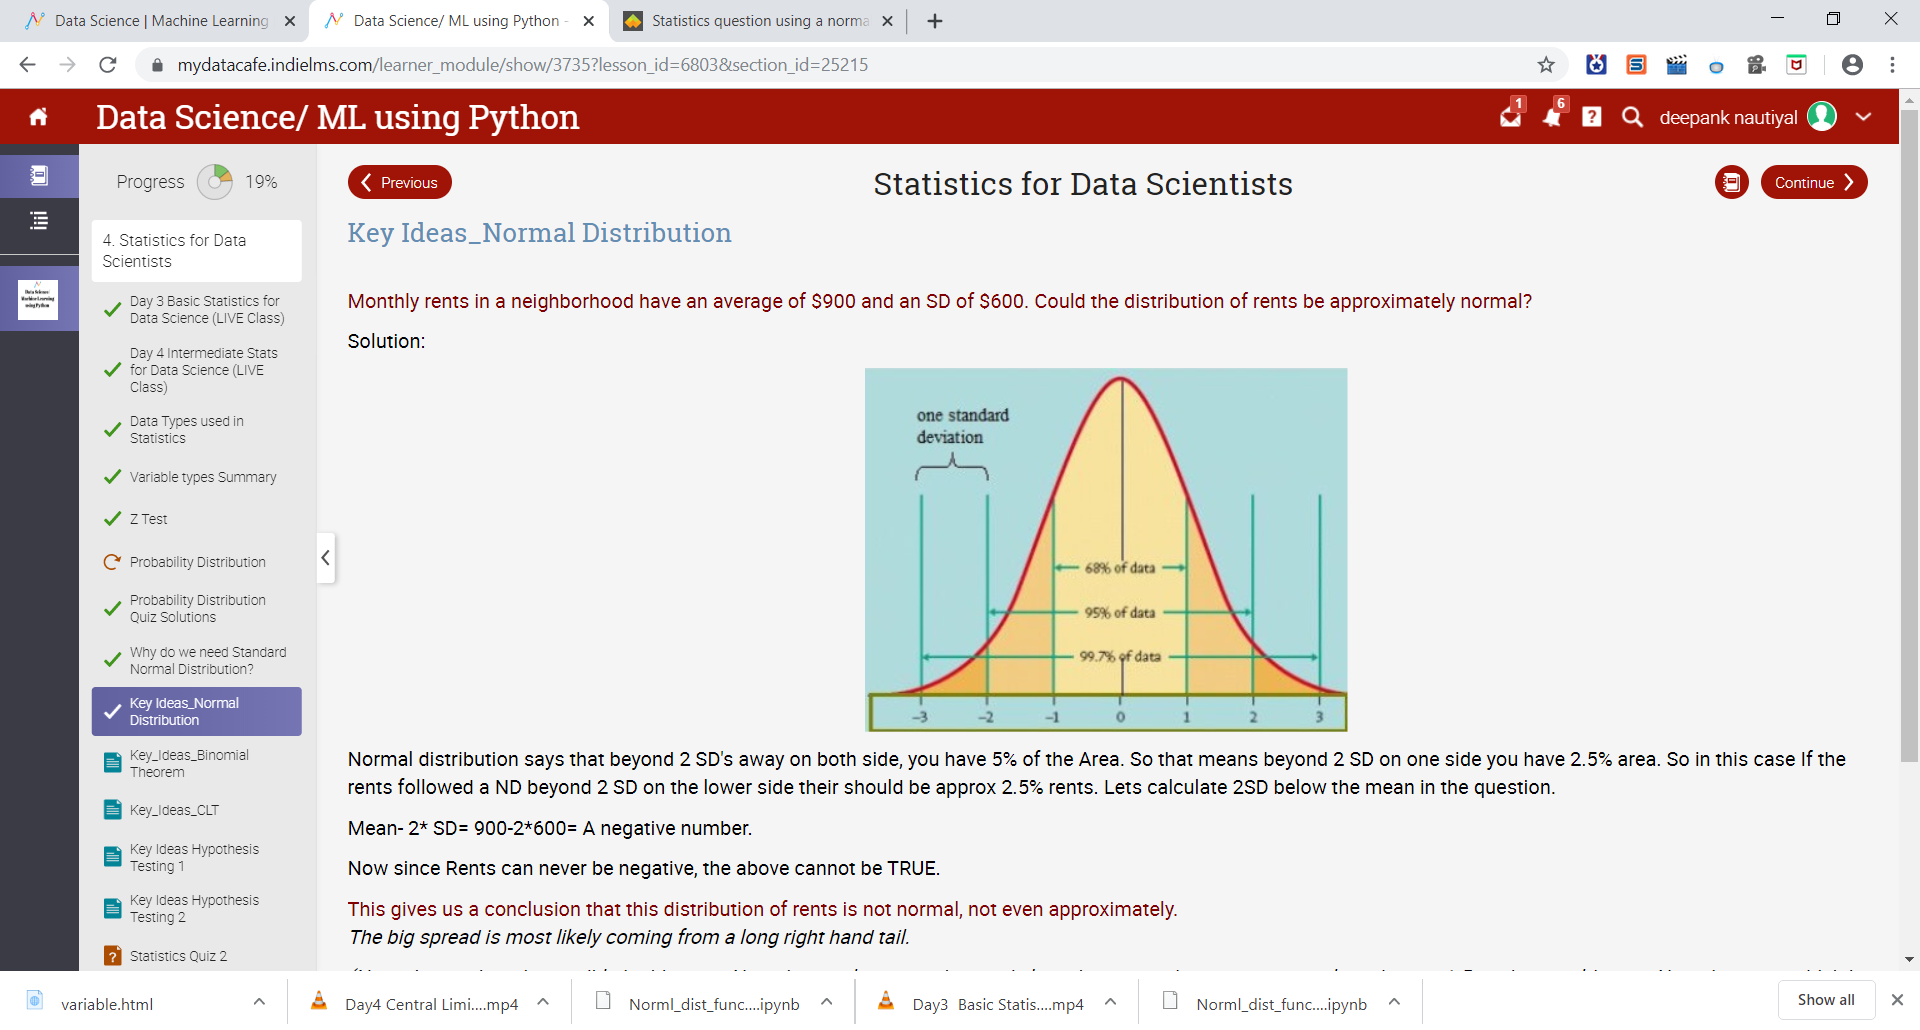 Data Science | Machine Learning
Data Science/ ML using Python -
Statistics question using a norma
mydatacafe.indielms.com/learner_module/show/3735?lesson_id=6803&section_id=25215
Data Science/ ML using Python
1
6
deepank nautiyal
Progress
19%
Previous
Statistics for Data Scientists
Continue
Key Ideas_Normal Distribution
4. Statistics for Data
Scientists
Day 3 Basic Statistics for
Data Science (LIVE Class)
Day 4 Intermediate Stats
for Data Science (LIVE
Class)
Data Types used in
Statistics
Variable types Summary
Z Test
Probability Distribution
Probability Distribution
Quiz Solutions
Why do we need Standard
Normal Distribution?
Key Ideas_Normal
Distribution
Key_Ideas_Binomial
Theorem
Key_Ideas_CLT
Key Ideas Hypothesis
Testing 1
Key Ideas Hypothesis
Testing 2
Statistics Quiz 2
Monthly rents in a neighborhood have an average of $900 and an SD of $600. Could the distribution of rents be approximately normal?
Solution:
one standard
deviation
68% of data
95% of data
99.7% of data
-3 -2 -1 0 1 2 3
Normal distribution says that beyond 2 SD's away on both side, you have 5% of the Area. So that means beyond 2 SD on one side you have 2.5% area. So in this case If the
rents followed a ND beyond 2 SD on the lower side their should be approx 2.5% rents. Lets calculate 2SD below the mean in the question.
Mean- 2* SD= 900-2*600= A negative number.
Now since Rents can never be negative, the above cannot be TRUE.
This gives us a conclusion that this distribution of rents is not normal, not even approximately.
The big spread is most likely coming from a long right hand tail.
variable.html
Day4 Central Limi....mp4
Norml_dist_func....ipynb
Day3 Basic Statis....mp4
Norml_dist_func....ipynb
Show all